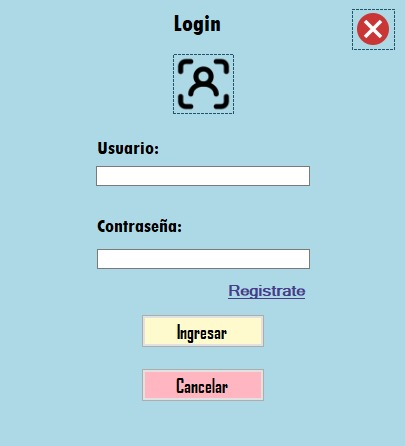 Login
Usuario:
Contraseña:
Registrate
Ingresar
Cancelar